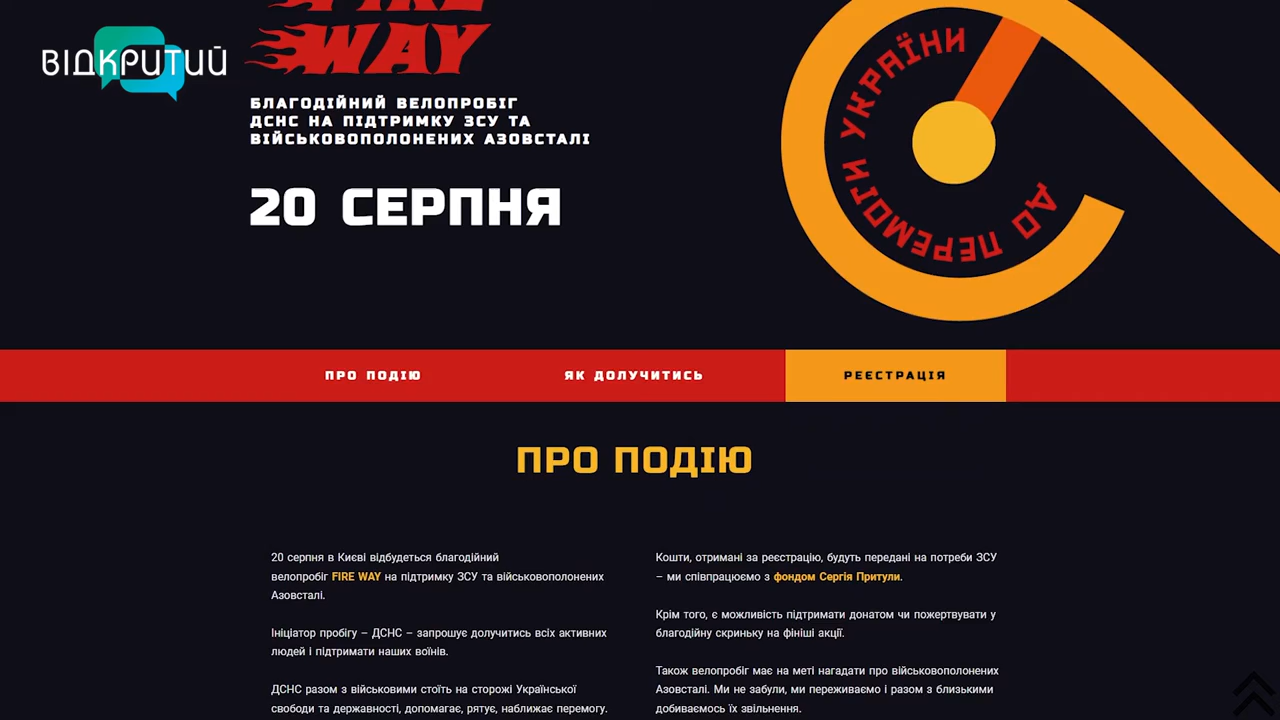 ВІДКРИТИЙ
FIRE
WAY
БЛАГОДІЙНИЙ ВЕЛОПРОБІГ
ДСНС НА ПІДТРИМКУ ЗСУ ТА
ВІЙСЬКОВОПОЛОНЕНИХ АЗОВСТАЛІ
20 СЕРПНЯ
ДО ПЕРЕМОГИ УКРАЇНИ
ПРО ПОДІЮ
ЯК ДОЛУЧИТИСЬ
РЕЄСТРАЦІЯ
ПРО ПОДІЮ
20 серпня в Києві відбудеться благодійний
велопробіг FIRE WAY на підтримку ЗСУ та військовополонених
Азовсталі.
Ініціатор пробігу – ДСНС – запрошує долучитись всіх активних
людей і підтримати наших воїнів.
ДСНС разом з військовими стоїть на сторожі Української
свободи та державності, допомагає, рятує, наближає перемогу.
Кошти, отримані за реєстрацію, будуть передані на потреби ЗСУ
– ми співпрацюємо з фондом Сергія Притули.
Крім того, є можливість підтримати донатом чи пожертвувати у
благодійну скриньку на фініші акції.
Також велопробіг має на меті нагадати про військовополонених
Азовсталі. Ми не забули, ми переживаємо і разом з близькими
добиваємось їх звільнення.